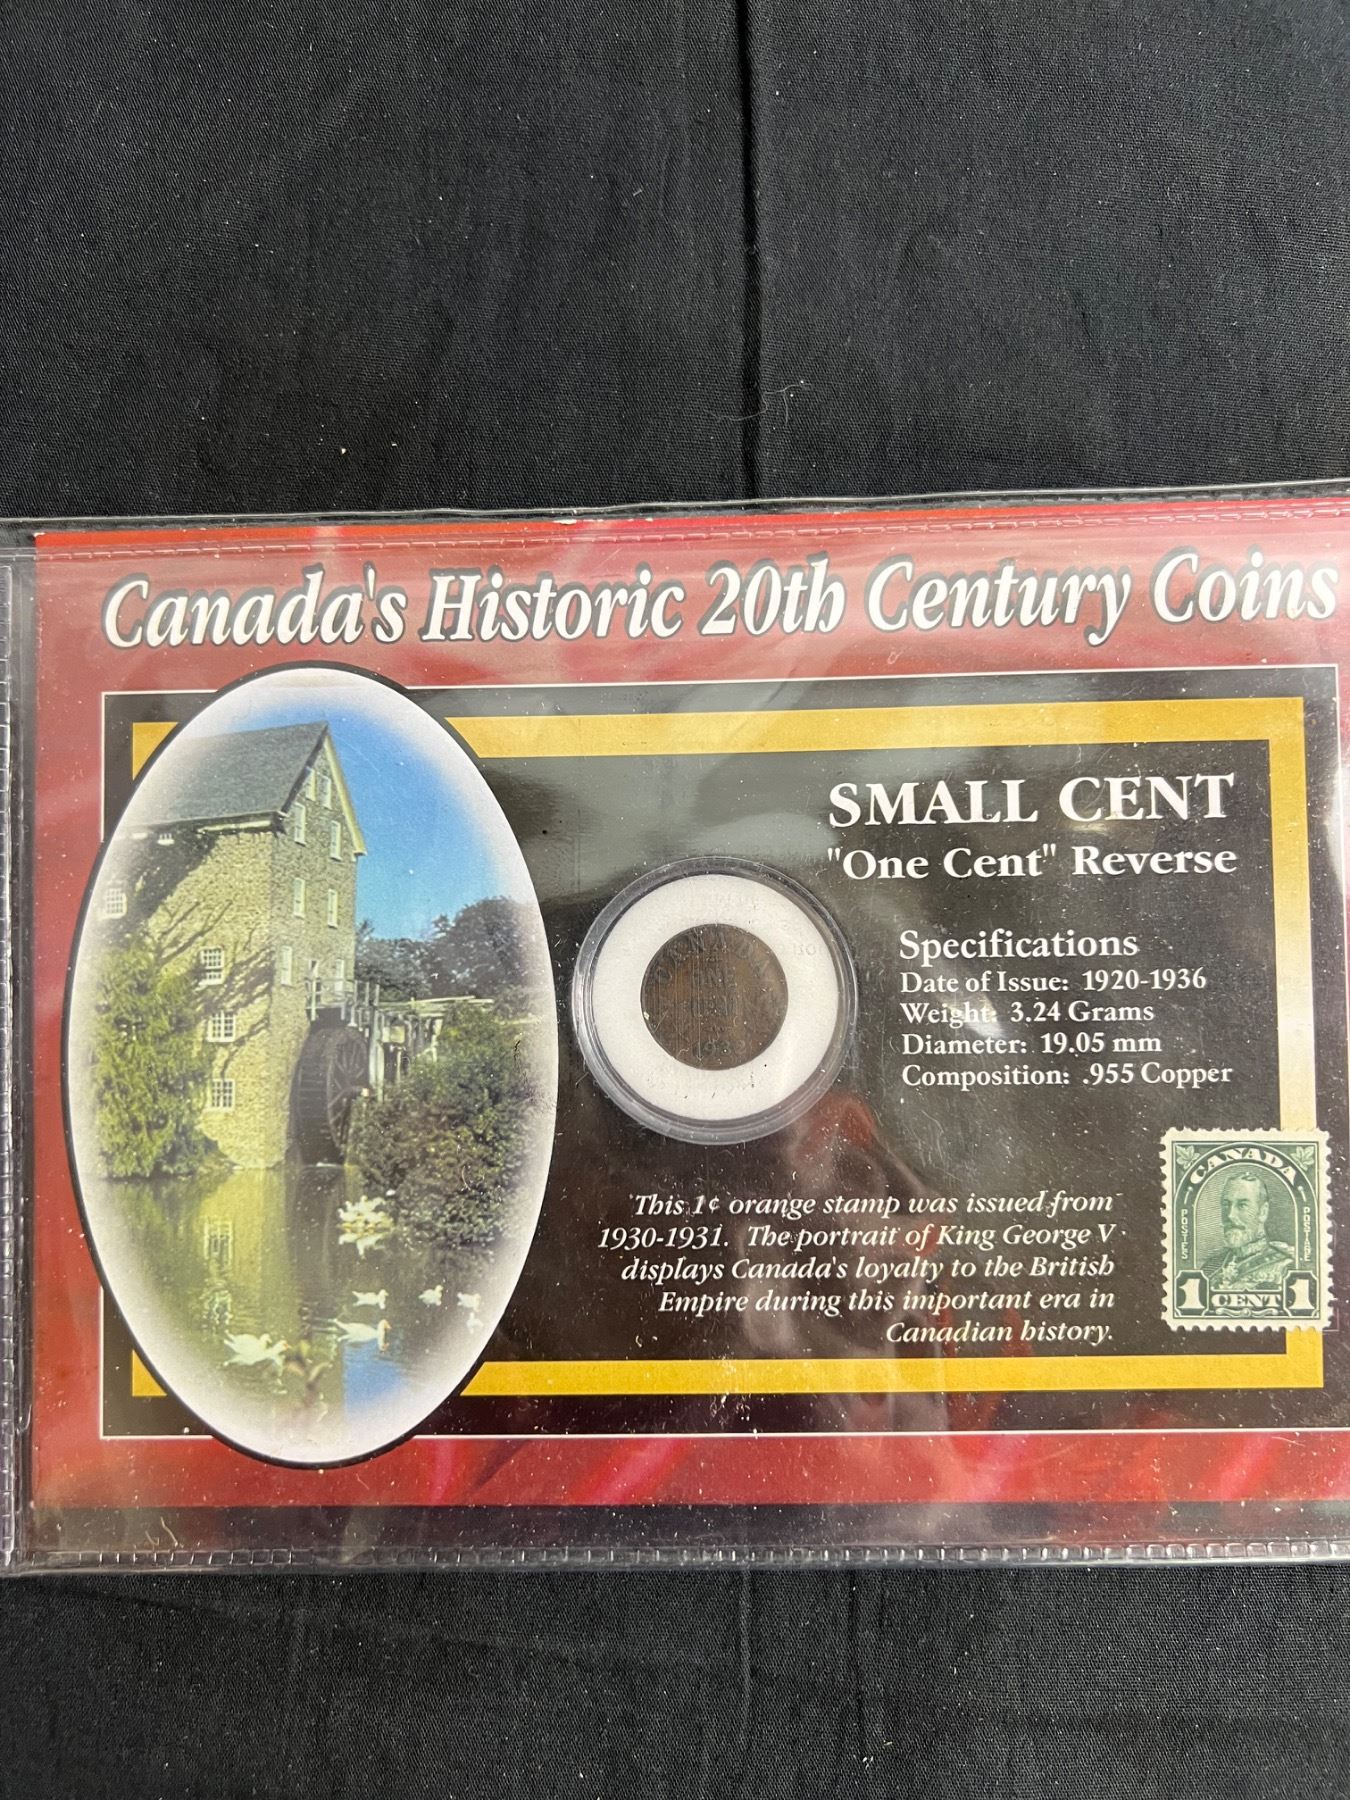 Canada's Historic 20th Century Coins
SMALL CENT
"One Cent" Reverse
Specifications
Date of Issue: 1920-1936
Weight: 3.24 Grams
Diameter: 19.05 mm
Composition: .955 Copper
CANADA
ONE
CENT
This 1¢ orange stamp was issued from
1930-1931. The portrait of King George V
displays Canada's loyalty to the British
Empire during this important era in
Canadian history.
CANADA
POSTES
POSTAGE
1 CENT 1